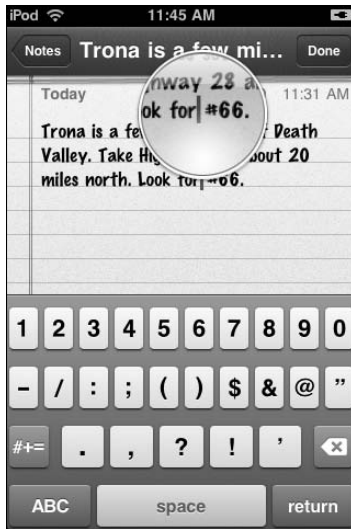 iPod 11:45 AM
Notes Trona is a few mi... Done
Today 11:31 AM
way 28 a
ok for #66.
Trona is a fe Death
Valley. Take Hi bout 20
miles north. Look for #66.
1 2 3 4 5 6 7 8 9 0
- / : ; ( ) $ & @ ”
#+= . , ? ! ’
ABC space return